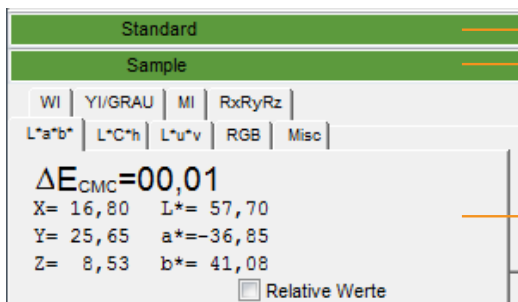 Standard
Sample
WI YI/GRAU MI RxRyRz
L*a*b* L*C*h L*u*v RGB Misc
ΔECMC=00,01
X= 16,80 L*= 57,70
Y= 25,65 a*=-36,85
Z= 8,53 b*= 41,08
Relative Werte